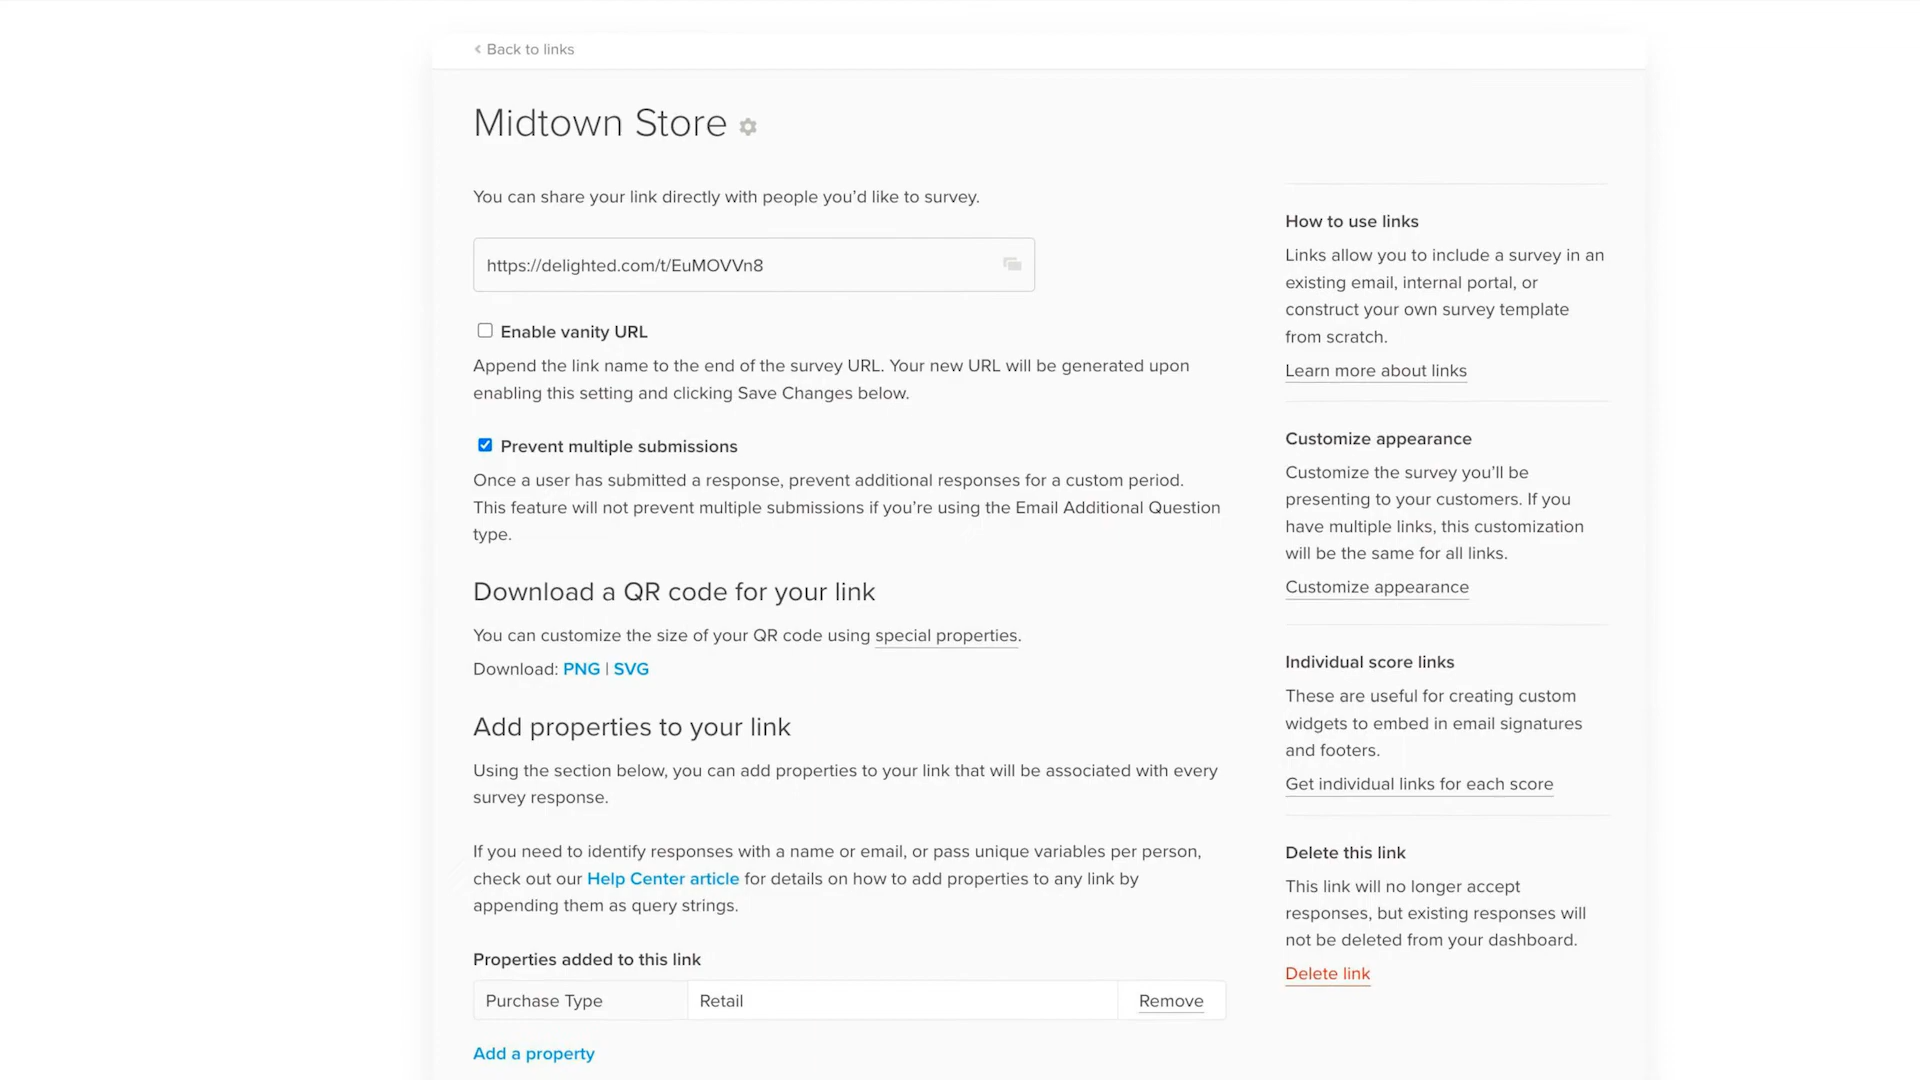 Back to links
Midtown Store
You can share your link directly with people you’d like to survey.
https://delighted.com/t/EuMOVVn8
Enable vanity URL
Append the link name to the end of the survey URL. Your new URL will be generated upon
enabling this setting and clicking Save Changes below.
Prevent multiple submissions
Once a user has submitted a response, prevent additional responses for a custom period.
This feature will not prevent multiple submissions if you’re using the Email Additional Question
type.
Download a QR code for your link
You can customize the size of your QR code using special properties.
Download: PNG | SVG
Add properties to your link
Using the section below, you can add properties to your link that will be associated with every
survey response.
If you need to identify responses with a name or email, or pass unique variables per person,
check out our Help Center article for details on how to add properties to any link by
appending them as query strings.
Properties added to this link
Purchase Type Retail Remove
Add a property
How to use links
Links allow you to include a survey in an
existing email, internal portal, or
construct your own survey template
from scratch.
Learn more about links
Customize appearance
Customize the survey you’ll be
presenting to your customers. If you
have multiple links, this customization
will be the same for all links.
Customize appearance
Individual score links
These are useful for creating custom
widgets to embed in email signatures
and footers.
Get individual links for each score
Delete this link
This link will no longer accept
responses, but existing responses will
not be deleted from your dashboard.
Delete link